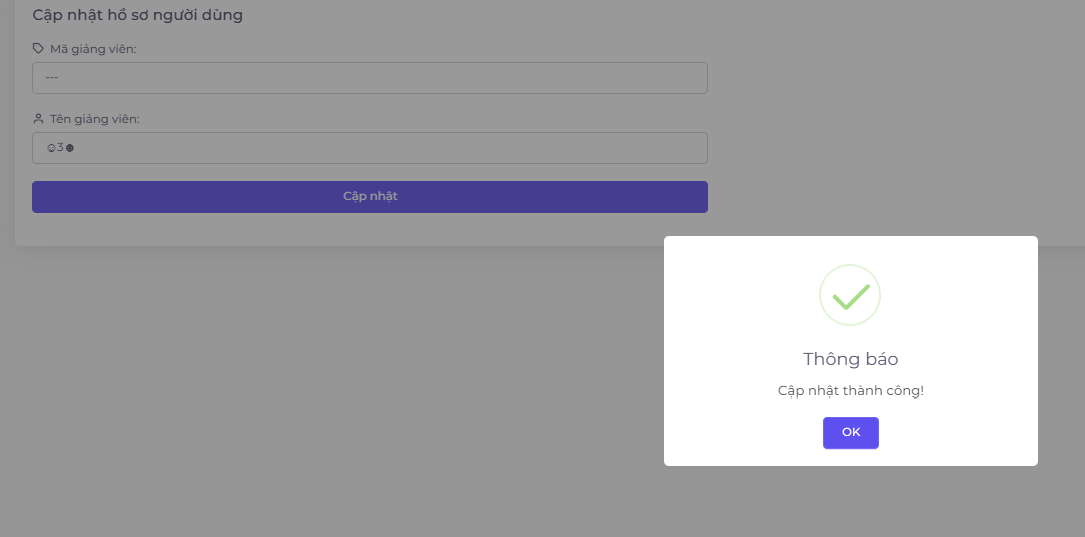 Cập nhật hồ sơ người dùng
Mã giảng viên:
---
Tên giảng viên:
☺3☻
Cập nhật
Thông báo
Cập nhật thành công!
OK